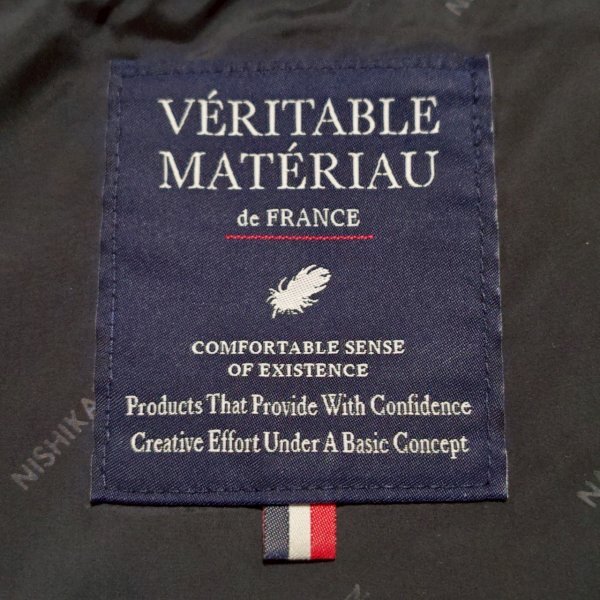 VÉRITABLE
MATÉRIAU
de FRANCE
COMFORTABLE SENSE
OF EXISTENCE
Products That Provide With Confidence
Creative Effort Under A Basic Concept
NISHIKA